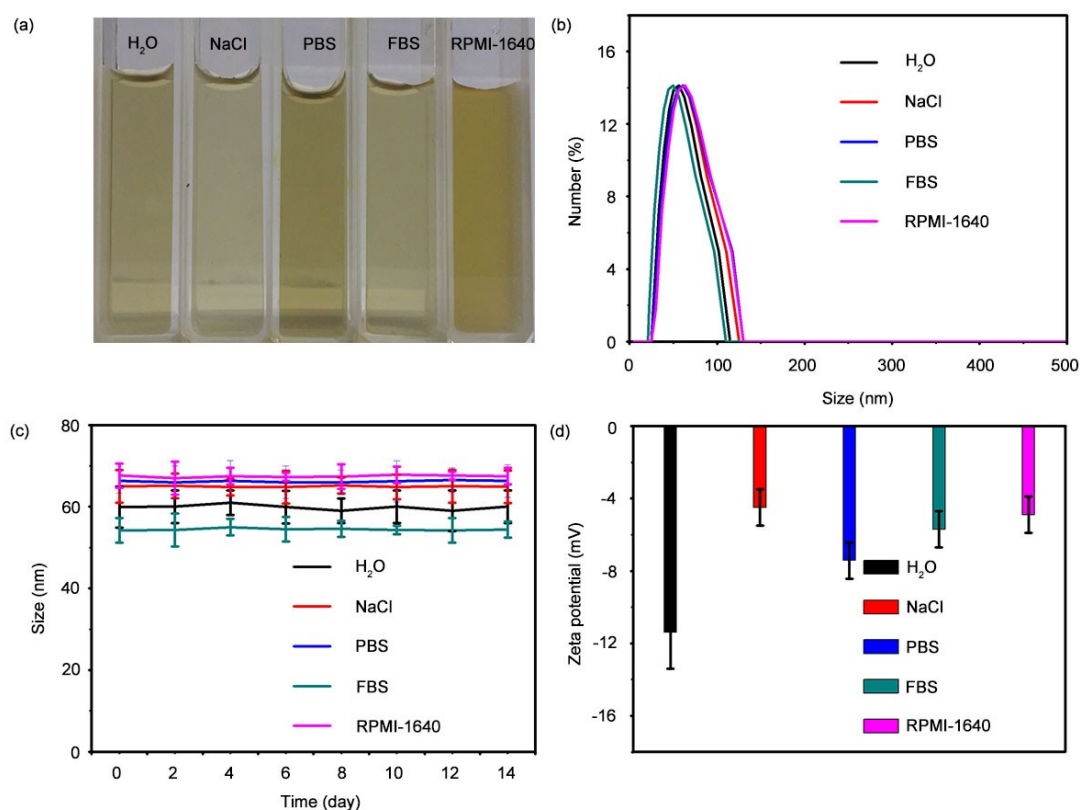 (a)
H₂O NaCl PBS FBS RPMI-1640
(b)
16
12
8
4
0
Number (%)
H₂O
NaCl
PBS
FBS
RPMI-1640
0 100 200 300 400 500
Size (nm)
(c)
80
60
40
20
0
Size (nm)
H₂O
NaCl
PBS
FBS
RPMI-1640
0 2 4 6 8 10 12 14
Time (day)
(d)
0
-4
-8
-12
-16
Zeta potential (mV)
H₂O
NaCl
PBS
FBS
RPMI-1640